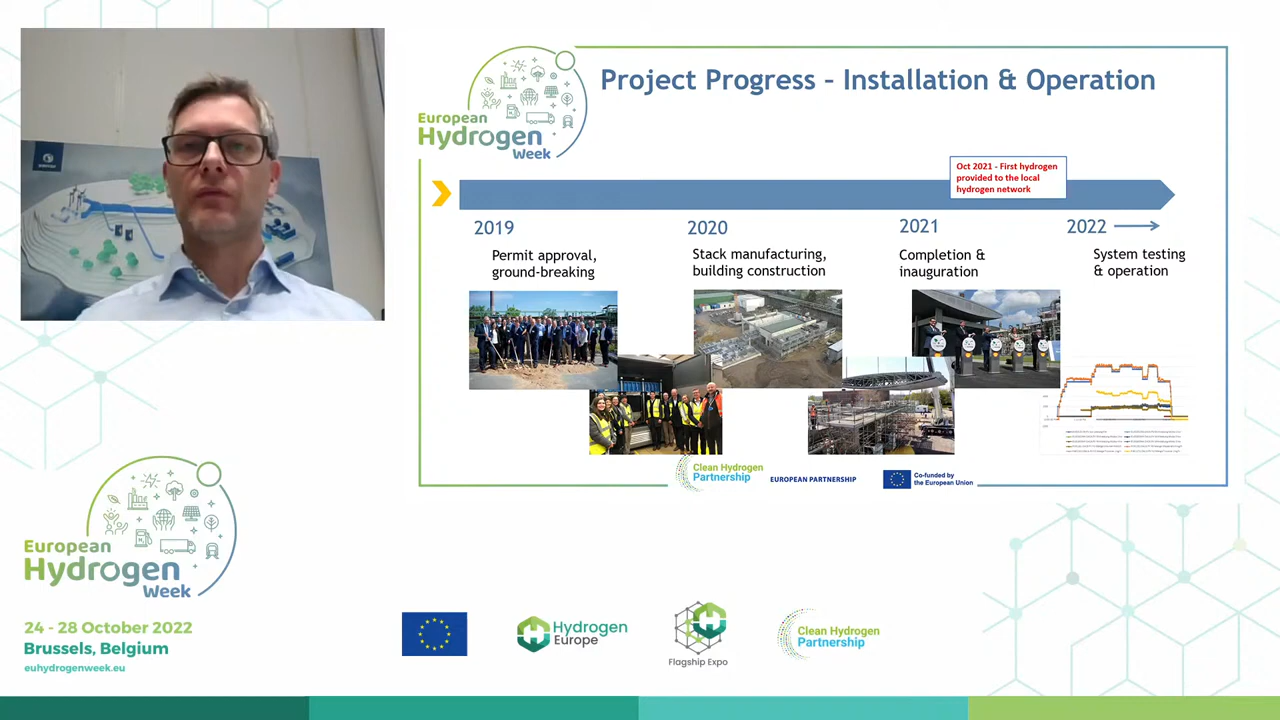 Project Progress - Installation & Operation
European
Hydrogen
Week
Oct 2021 - First hydrogen
provided to the local
hydrogen network
2019
2020
2021
2022
Permit approval,
ground-breaking
Stack manufacturing,
building construction
Completion &
inauguration
System testing
& operation
Clean Hydrogen
Partnership
EUROPEAN PARTNERSHIP
Co-funded by
the European Union
European
Hydrogen
Week
24 - 28 October 2022
Brussels, Belgium
euhydrogenweek.eu
Hydrogen
Europe
Flagship Expo
Clean Hydrogen
Partnership